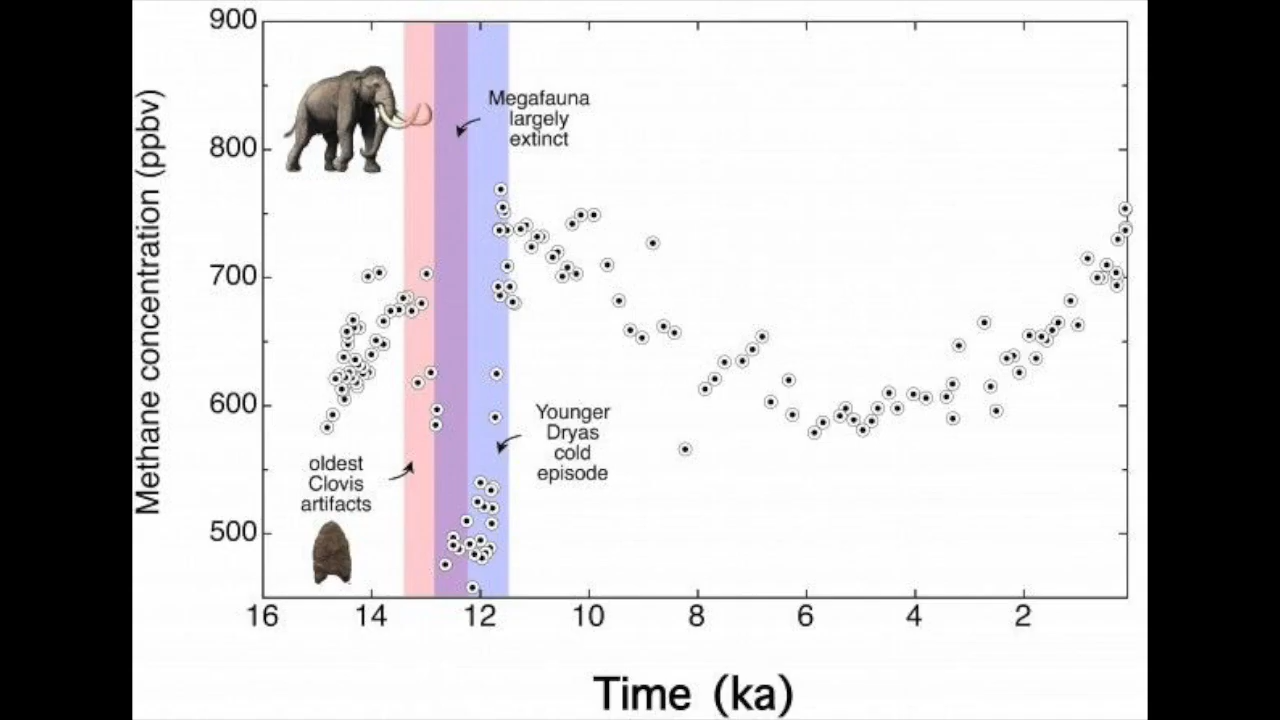 900
800
700
600
500
Methane concentration (ppbv)
Megafauna
largely
extinct
oldest
Clovis
artifacts
Younger
Dryas
cold
episode
16 14 12 10 8 6 4 2
Time (ka)